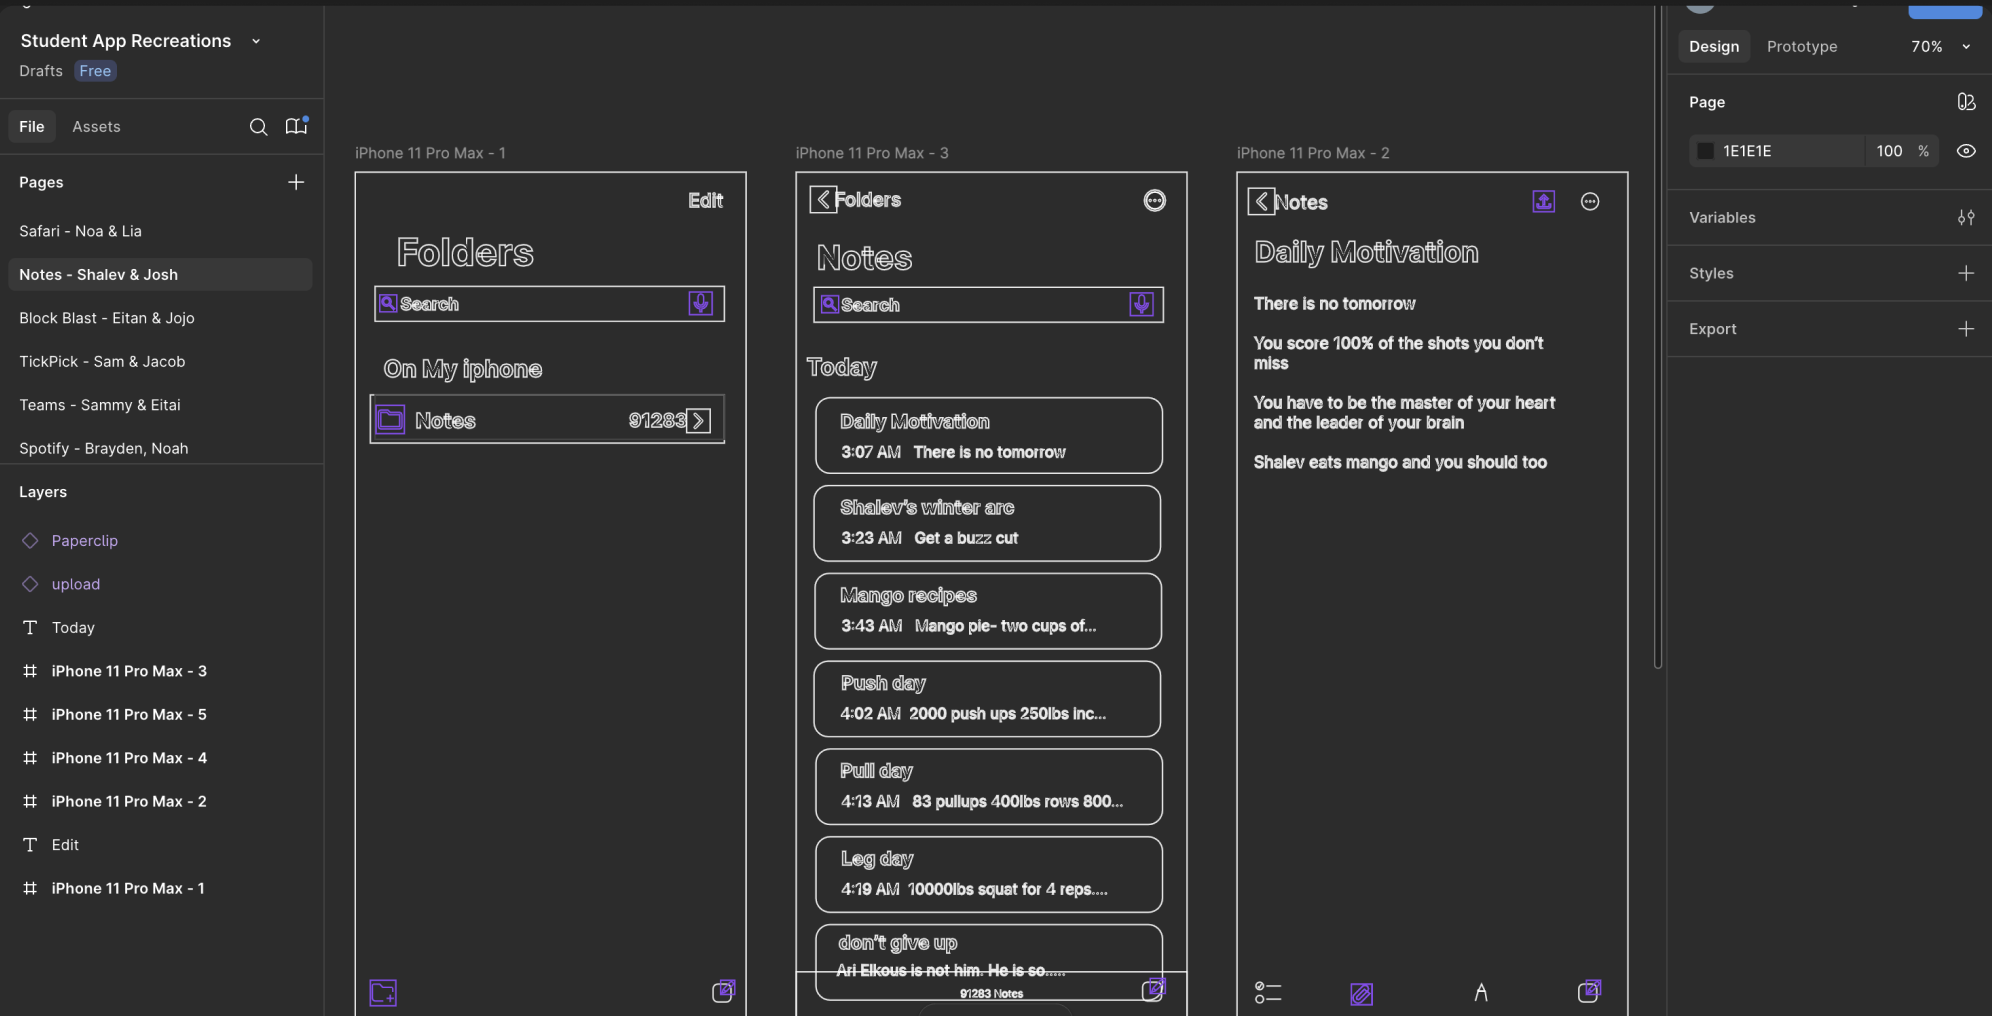 Student App Recreations
Drafts Free
File Assets
Pages
Safari - Noa & Lia
Notes - Shalev & Josh
Block Blast - Eitan & Jojo
TickPick - Sam & Jacob
Teams - Sammy & Eitai
Spotify - Brayden, Noah
Layers
Paperclip
upload
Today
iPhone 11 Pro Max - 3
iPhone 11 Pro Max - 5
iPhone 11 Pro Max - 4
iPhone 11 Pro Max - 2
Edit
iPhone 11 Pro Max - 1
iPhone 11 Pro Max - 1
Edit
Folders
Search
On My iphone
Notes 91283
iPhone 11 Pro Max - 3
Folders
Notes
Search
Today
Daily Motivation
3:07 AM There is no tomorrow
Shalev's winter arc
3:23 AM Get a buzz cut
Mango recipes
3:43 AM Mango pie- two cups of...
Push day
4:02 AM 2000 push ups 250lbs inc...
Pull day
4:13 AM 83 pullups 400lbs rows 800...
Leg day
4:19 AM 10000lbs squat for 4 reps....
don't give up
Ari Elkous is not him. He is so.....
91283 Notes
iPhone 11 Pro Max - 2
Notes
Daily Motivation
There is no tomorrow
You score 100% of the shots you don't
miss
You have to be the master of your heart
and the leader of your brain
Shalev eats mango and you should too
Design Prototype 70%
Page
1E1E1E 100 %
Variables
Styles
Export